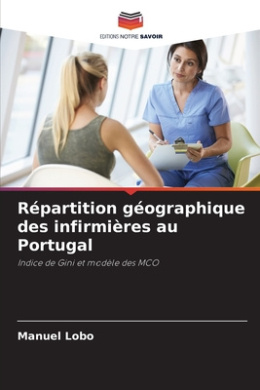 EDITIONS NOTRE SAVOIR
Répartition géographique
des infirmières au
Portugal
Indice de Gini et modèle des MCO
Manuel Lobo